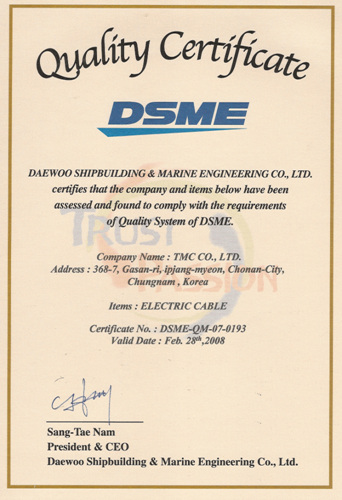 Quality Certificate
DSME
DAEWOO SHIPBUILDING & MARINE ENGINEERING CO., LTD.
certifies that the company and items below have been
assessed and found to comply with the requirements
of Quality System of DSME.
TRUST
PASSION
Company Name : TMC CO., LTD.
Address : 368-7, Gasan-ri, ipjang-myeon, Chonan-City,
Chungnam , Korea
Items : ELECTRIC CABLE
Certificate No. : DSME-QM-07-0193
Valid Date : Feb. 28th,2008
Sang-Tae Nam
President & CEO
Daewoo Shipbuilding & Marine Engineering Co., Ltd.